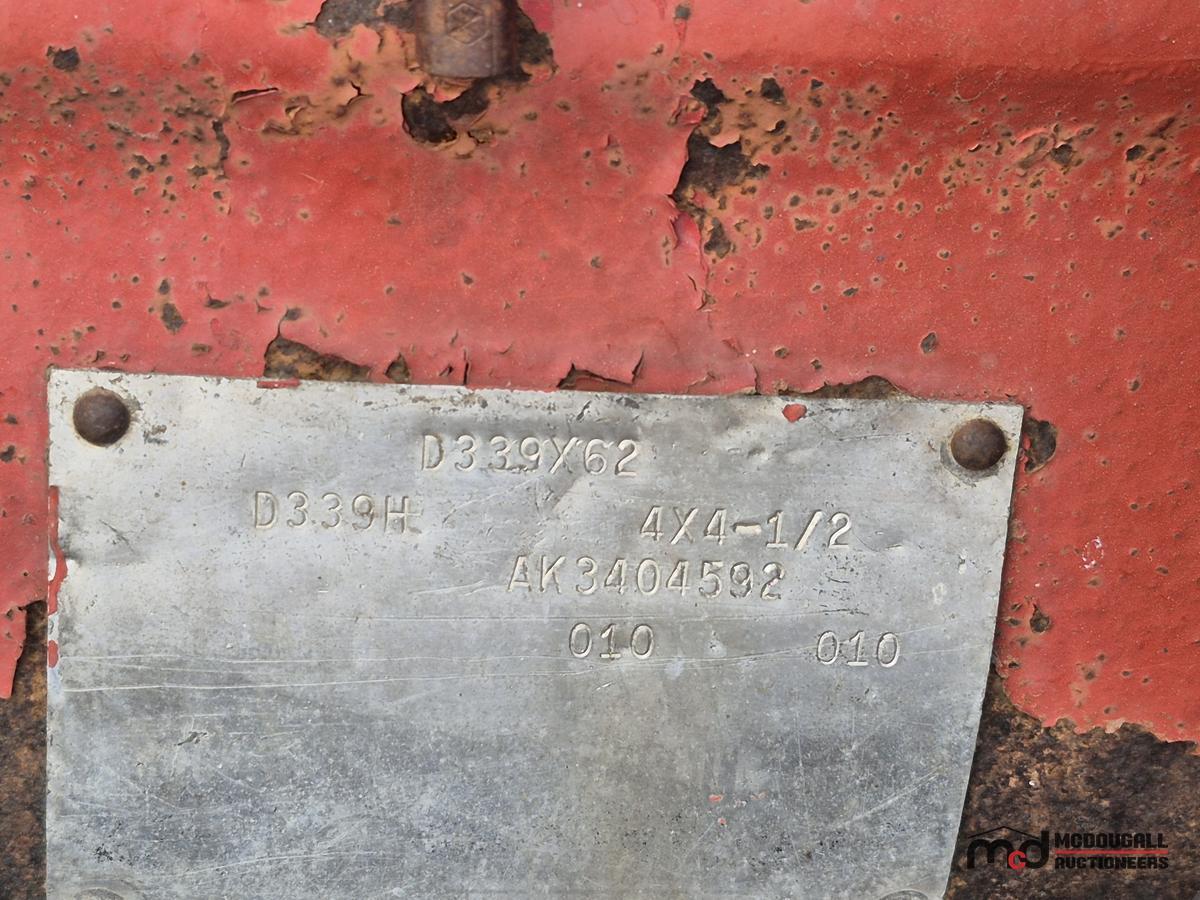 D339X62
D339H 4X4-1/2
AK3404592
010 010
mcd MCDOUGALL
AUCTIONEERS